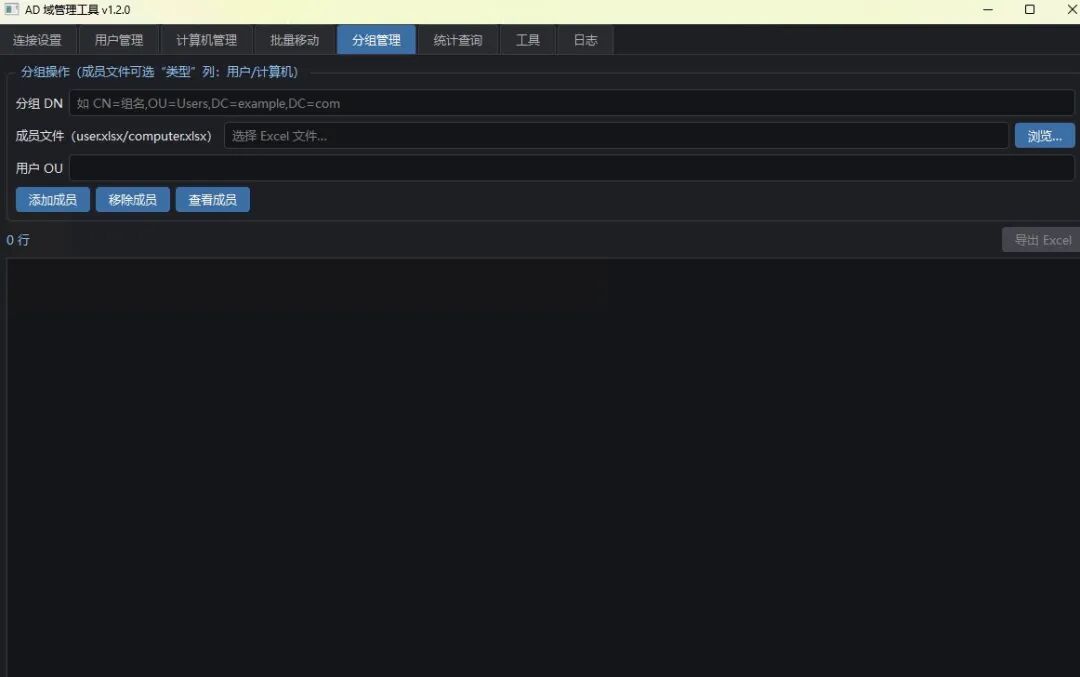 AD 域管理工具 v1.2.0
连接设置 用户管理 计算机管理 批量移动 分组管理 统计查询 工具 日志
分组操作（成员文件可选“类型”列：用户/计算机）
分组 DN 如 CN=组名,OU=Users,DC=example,DC=com
成员文件（user.xlsx/computer.xlsx） 选择 Excel 文件... 浏览...
用户 OU
添加成员 移除成员 查看成员
0 行 导出 Excel